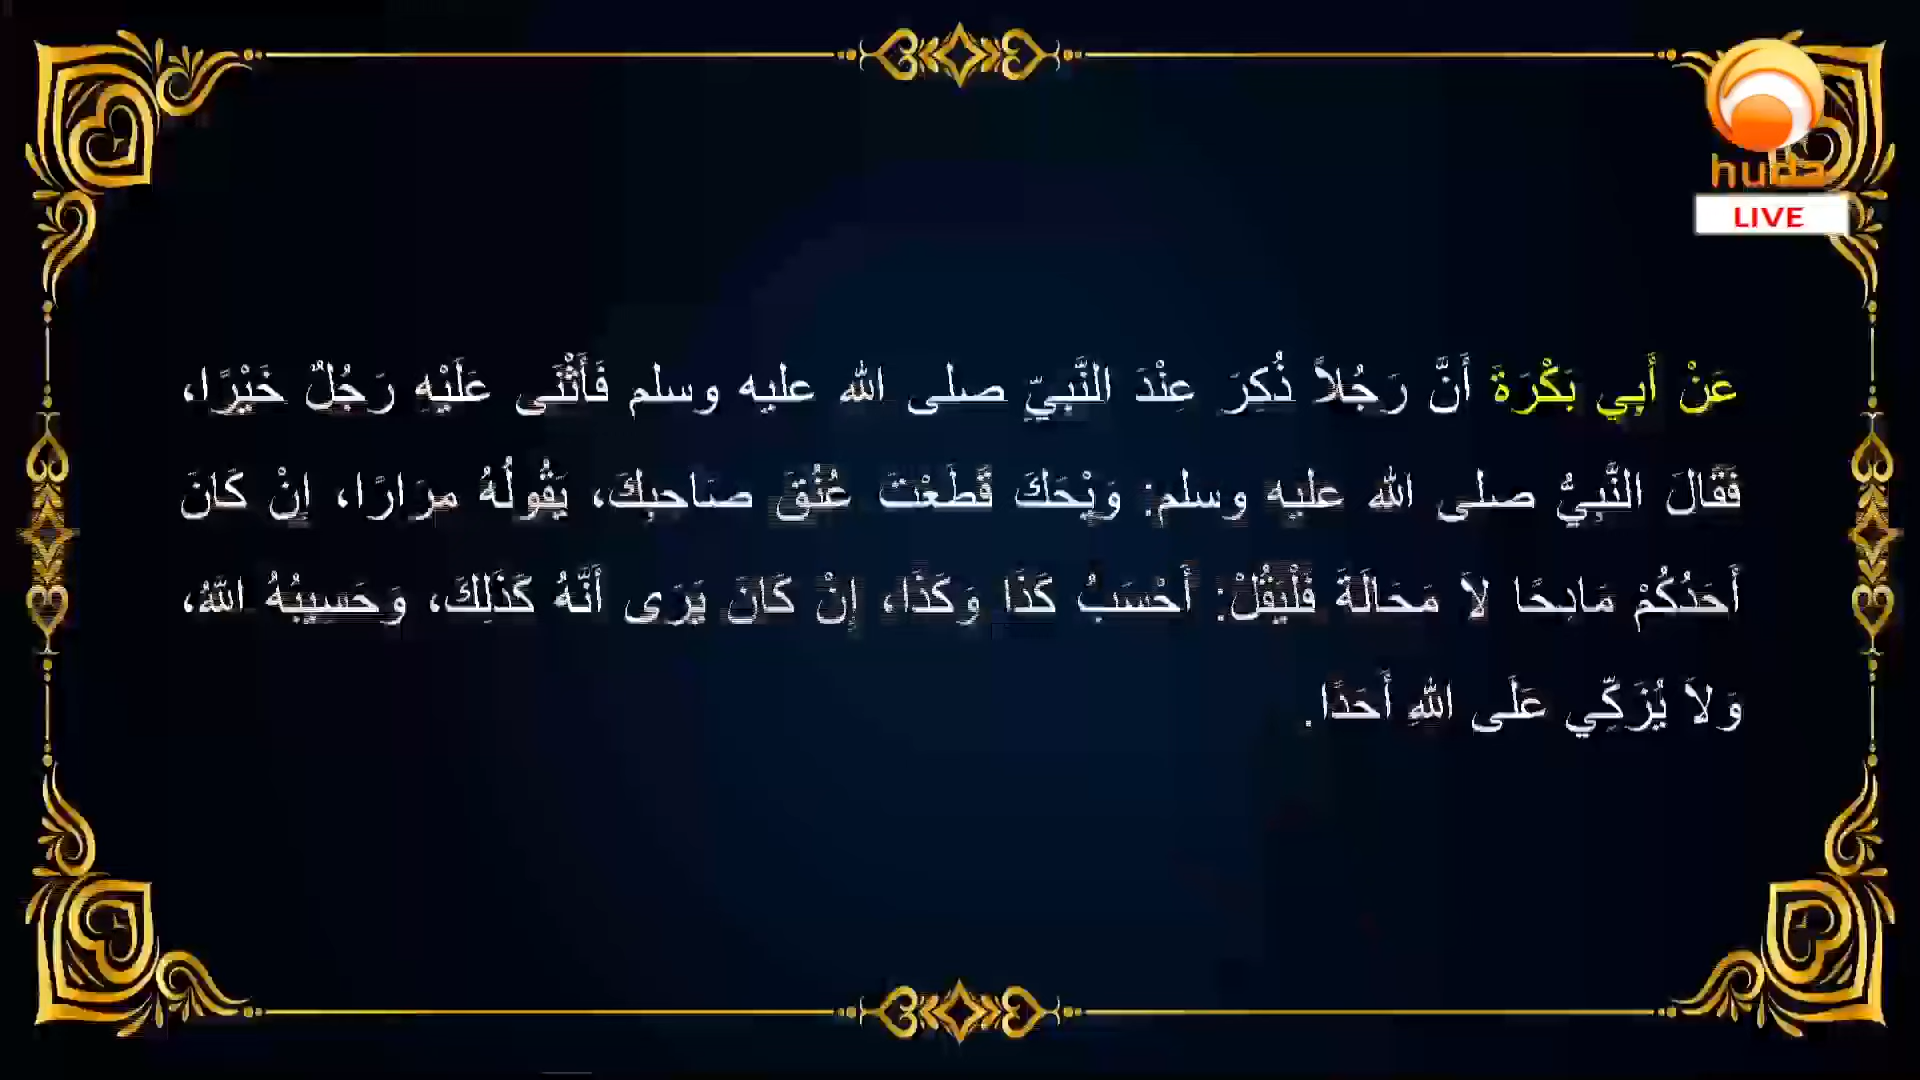 huda
LIVE
عَنْ أَبِي بَكْرَةَ أَنَّ رَجُلاً ذُكِرَ عِنْدَ النَّبِيِّ صلى الله عليه وسلم فَأَثْنَى عَلَيْهِ رَجُلٌ خَيْرًا،
فَقَالَ النَّبِيُّ صلى الله عليه وسلم: وَيْحَكَ قَطَعْتَ عُنُقَ صَاحِبِكَ، يَقُولُهُ مِرَارًا، إِنْ كَانَ
أَحَدُكُمْ مَادِحًا لاَ مَحَالَةَ فَلْيَقُلْ: أَحْسَبُ كَذَا وَكَذَا، إِنْ كَانَ يَرَى أَنَّهُ كَذَلِكَ، وَحَسِيبُهُ اللَّهُ،
وَلاَ يُزَكِّي عَلَى اللهِ أَحَدًا.